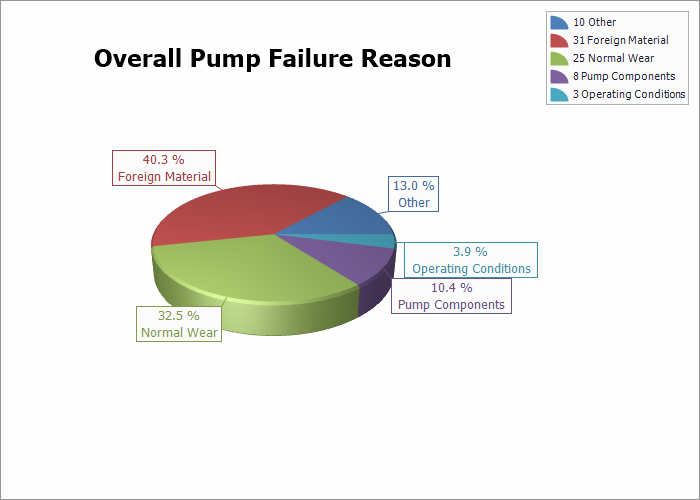 Overall Pump Failure Reason
10 Other
31 Foreign Material
25 Normal Wear
8 Pump Components
3 Operating Conditions
40.3 %
Foreign Material
13.0 %
Other
3.9 %
Operating Conditions
10.4 %
Pump Components
32.5 %
Normal Wear